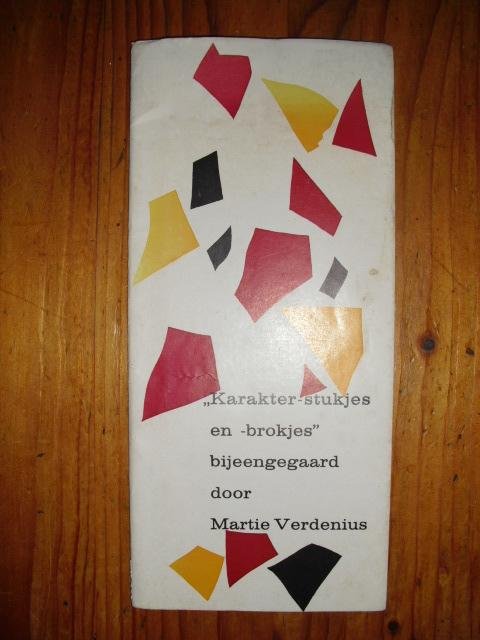 „Karakter-stukjes
en -brokjes”
bijeengegaard
door
Martie Verdenius